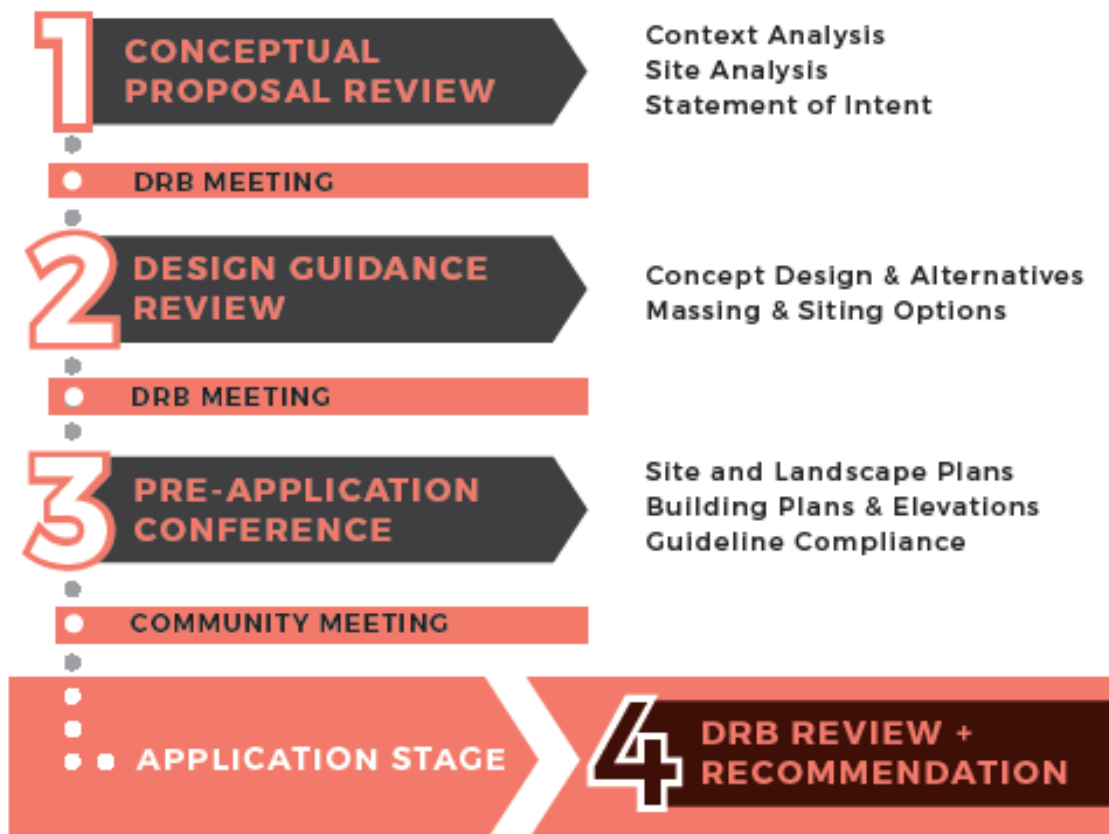 1
CONCEPTUAL
PROPOSAL REVIEW
Context Analysis
Site Analysis
Statement of Intent
DRB MEETING
2
DESIGN GUIDANCE
REVIEW
Concept Design & Alternatives
Massing & Siting Options
DRB MEETING
3
PRE-APPLICATION
CONFERENCE
Site and Landscape Plans
Building Plans & Elevations
Guideline Compliance
COMMUNITY MEETING
APPLICATION STAGE
4
DRB REVIEW +
RECOMMENDATION